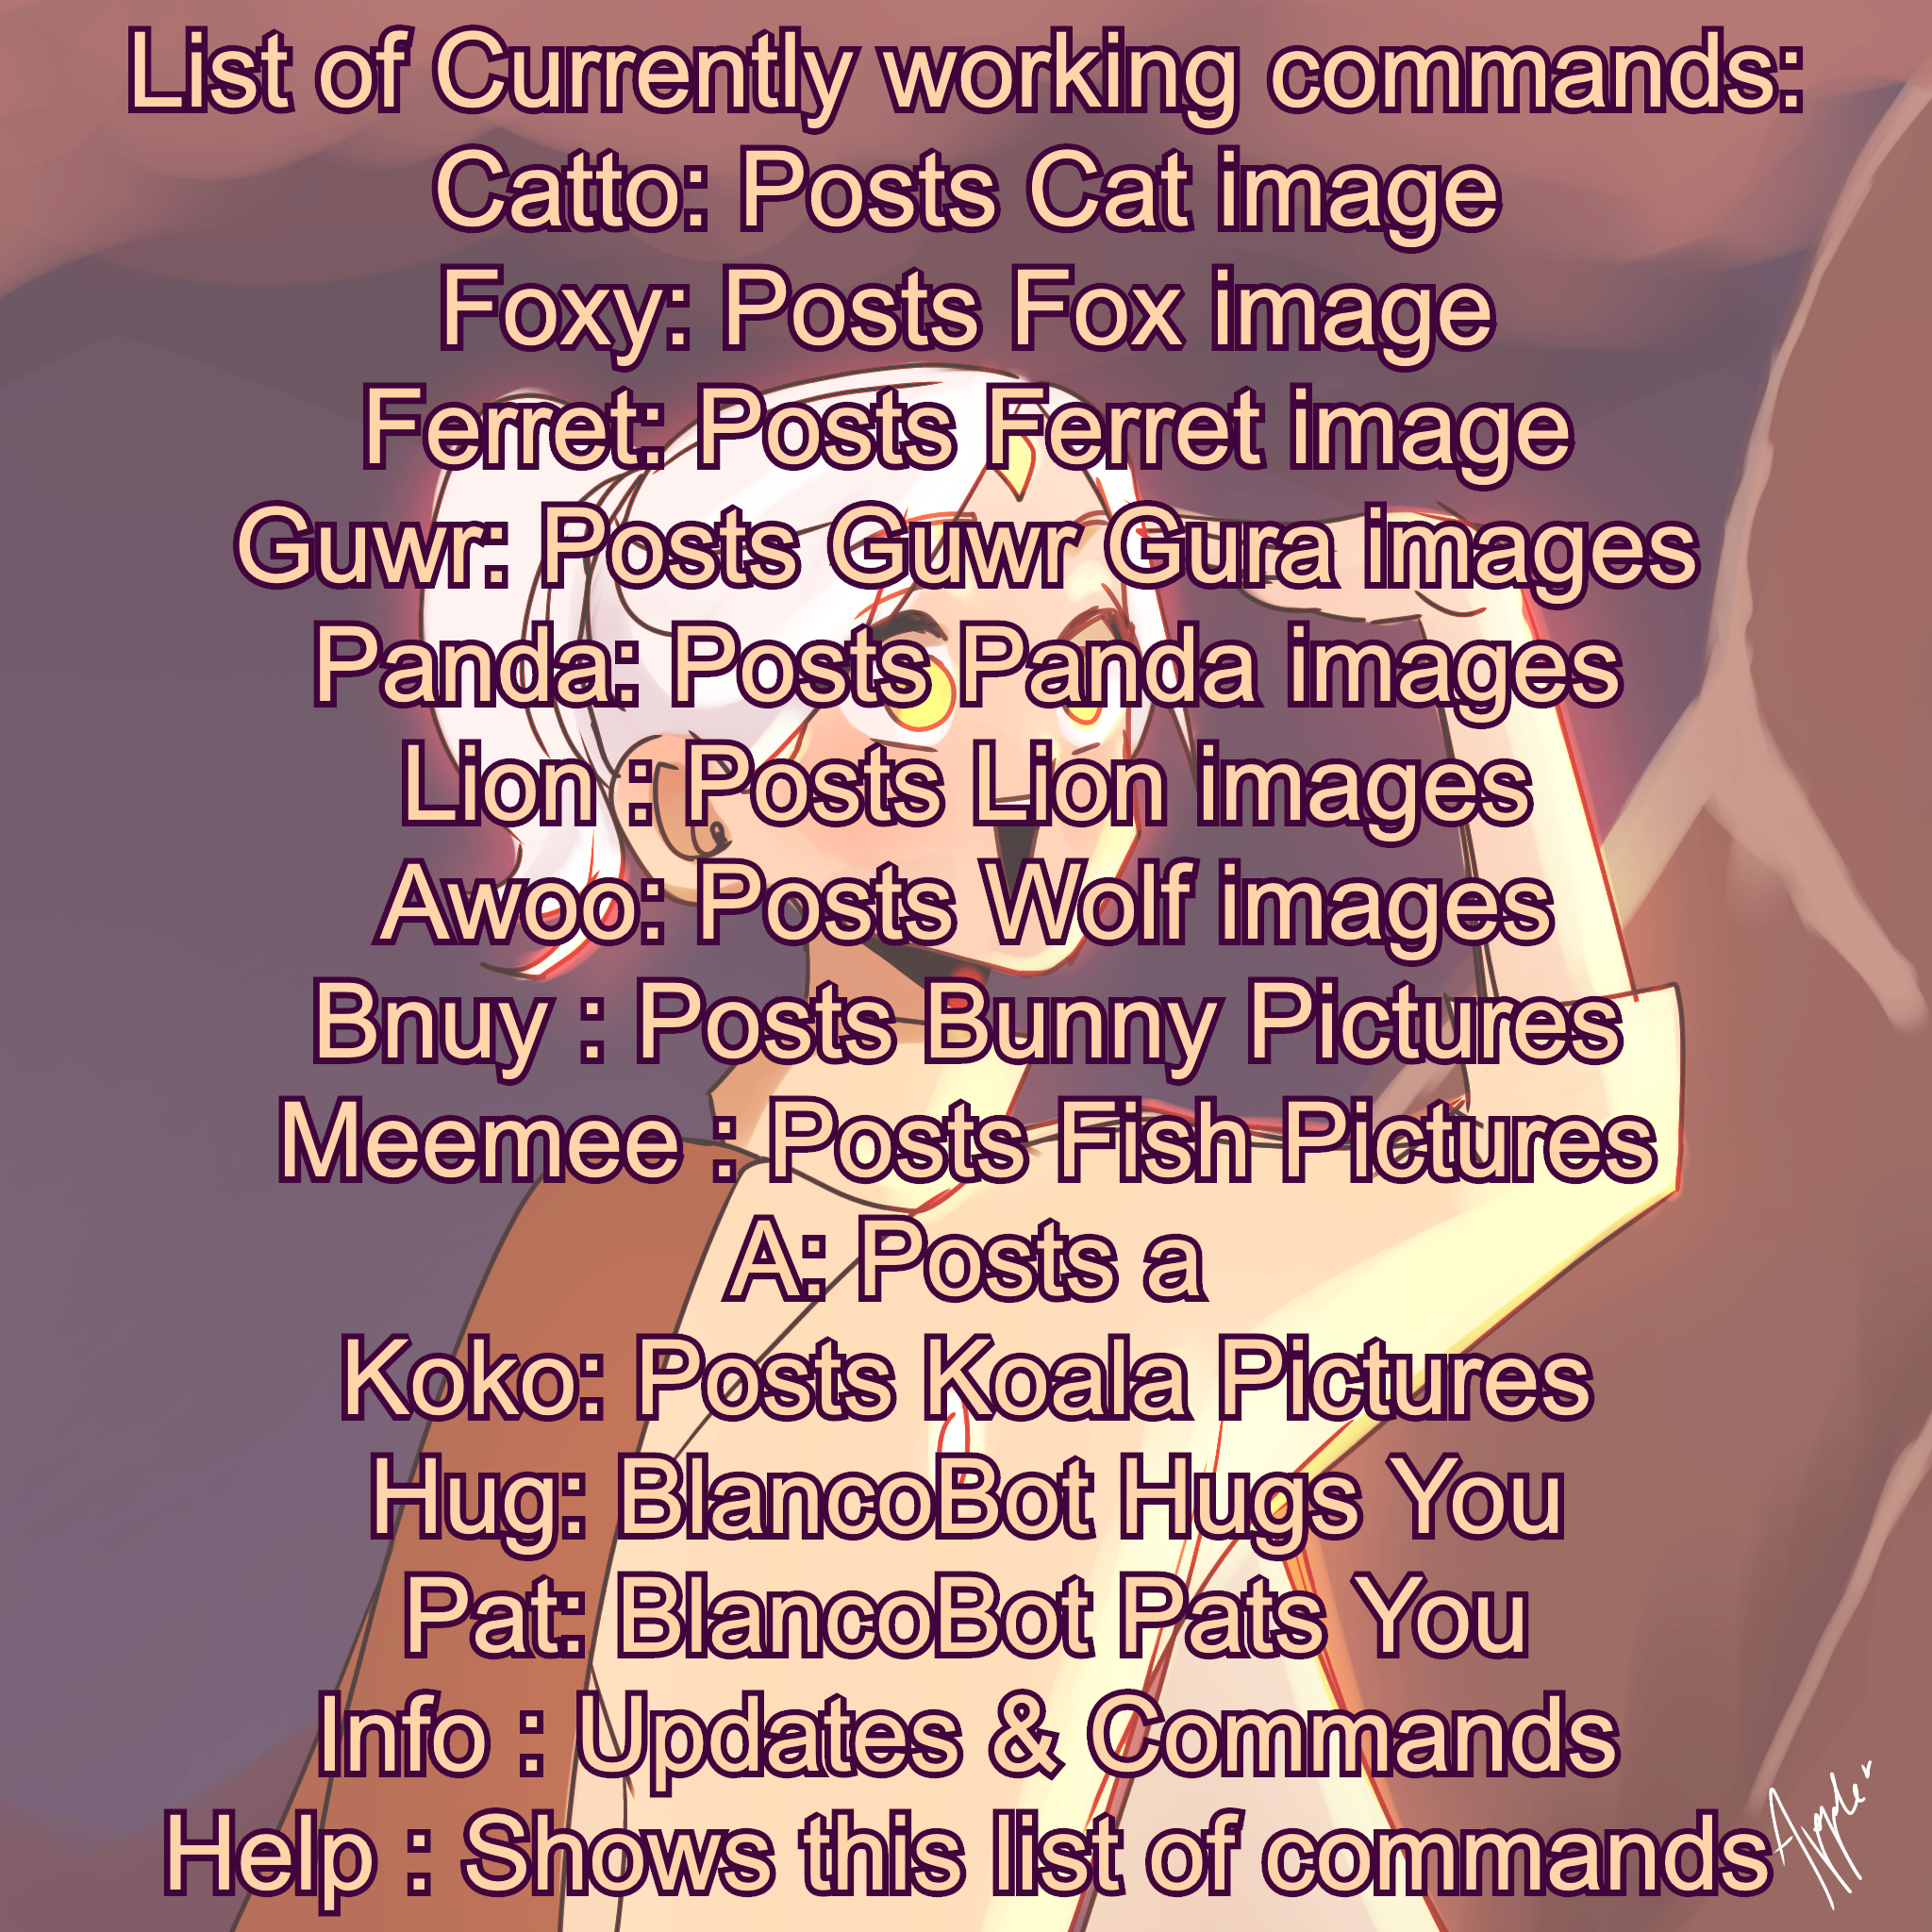 List of Currently working commands:
Catto: Posts Cat image
Foxy: Posts Fox image
Ferret: Posts Ferret image
Guwr: Posts Guwr Gura images
Panda: Posts Panda images
Lion : Posts Lion images
Awoo: Posts Wolf images
Bnuy : Posts Bunny Pictures
Meemee : Posts Fish Pictures
A: Posts a
Koko: Posts Koala Pictures
Hug: BlancoBot Hugs You
Pat: BlancoBot Pats You
Info : Updates & Commands
Help : Shows this list of commands